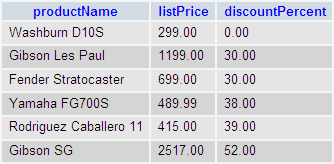 productName listPrice discountPercent
Washburn D10S 299.00 0.00
Gibson Les Paul 1199.00 30.00
Fender Stratocaster 699.00 30.00
Yamaha FG700S 489.99 38.00
Rodriguez Caballero 11 415.00 39.00
Gibson SG 2517.00 52.00